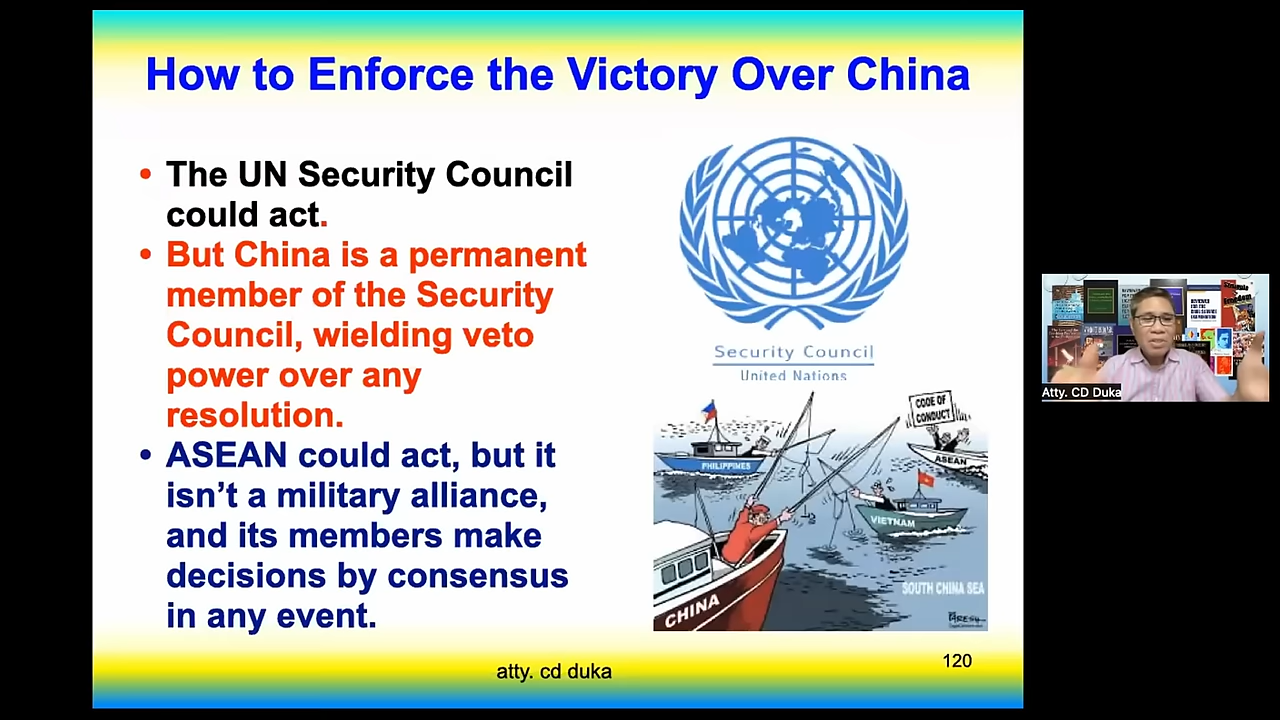 How to Enforce the Victory Over China
• The UN Security Council
could act.
• But China is a permanent
member of the Security
Council, wielding veto
power over any
resolution.
• ASEAN could act, but it
isn't a military alliance,
and its members make
decisions by consensus
in any event.
Security Council
United Nations
CODE OF
CONDUCT
PHILIPPINES
ASEAN
VIETNAM
SOUTH CHINA SEA
CHINA
atty. cd duka
120
Atty. CD Duka